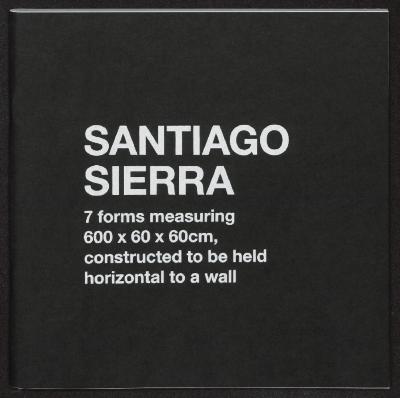 SANTIAGO
SIERRA
7 forms measuring
600 x 60 x 60cm,
constructed to be held
horizontal to a wall